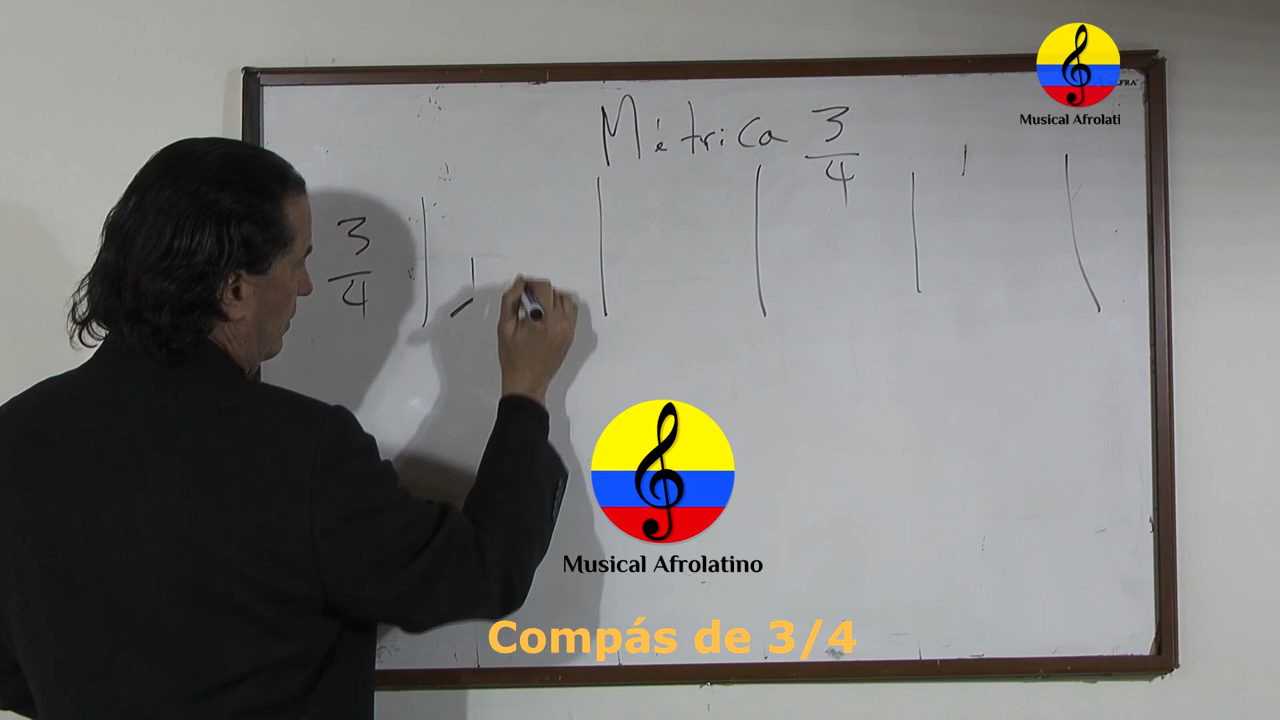 Métrica 3/4
Musical Afrolati
3/4
Musical Afrolatino
Compás de 3/4